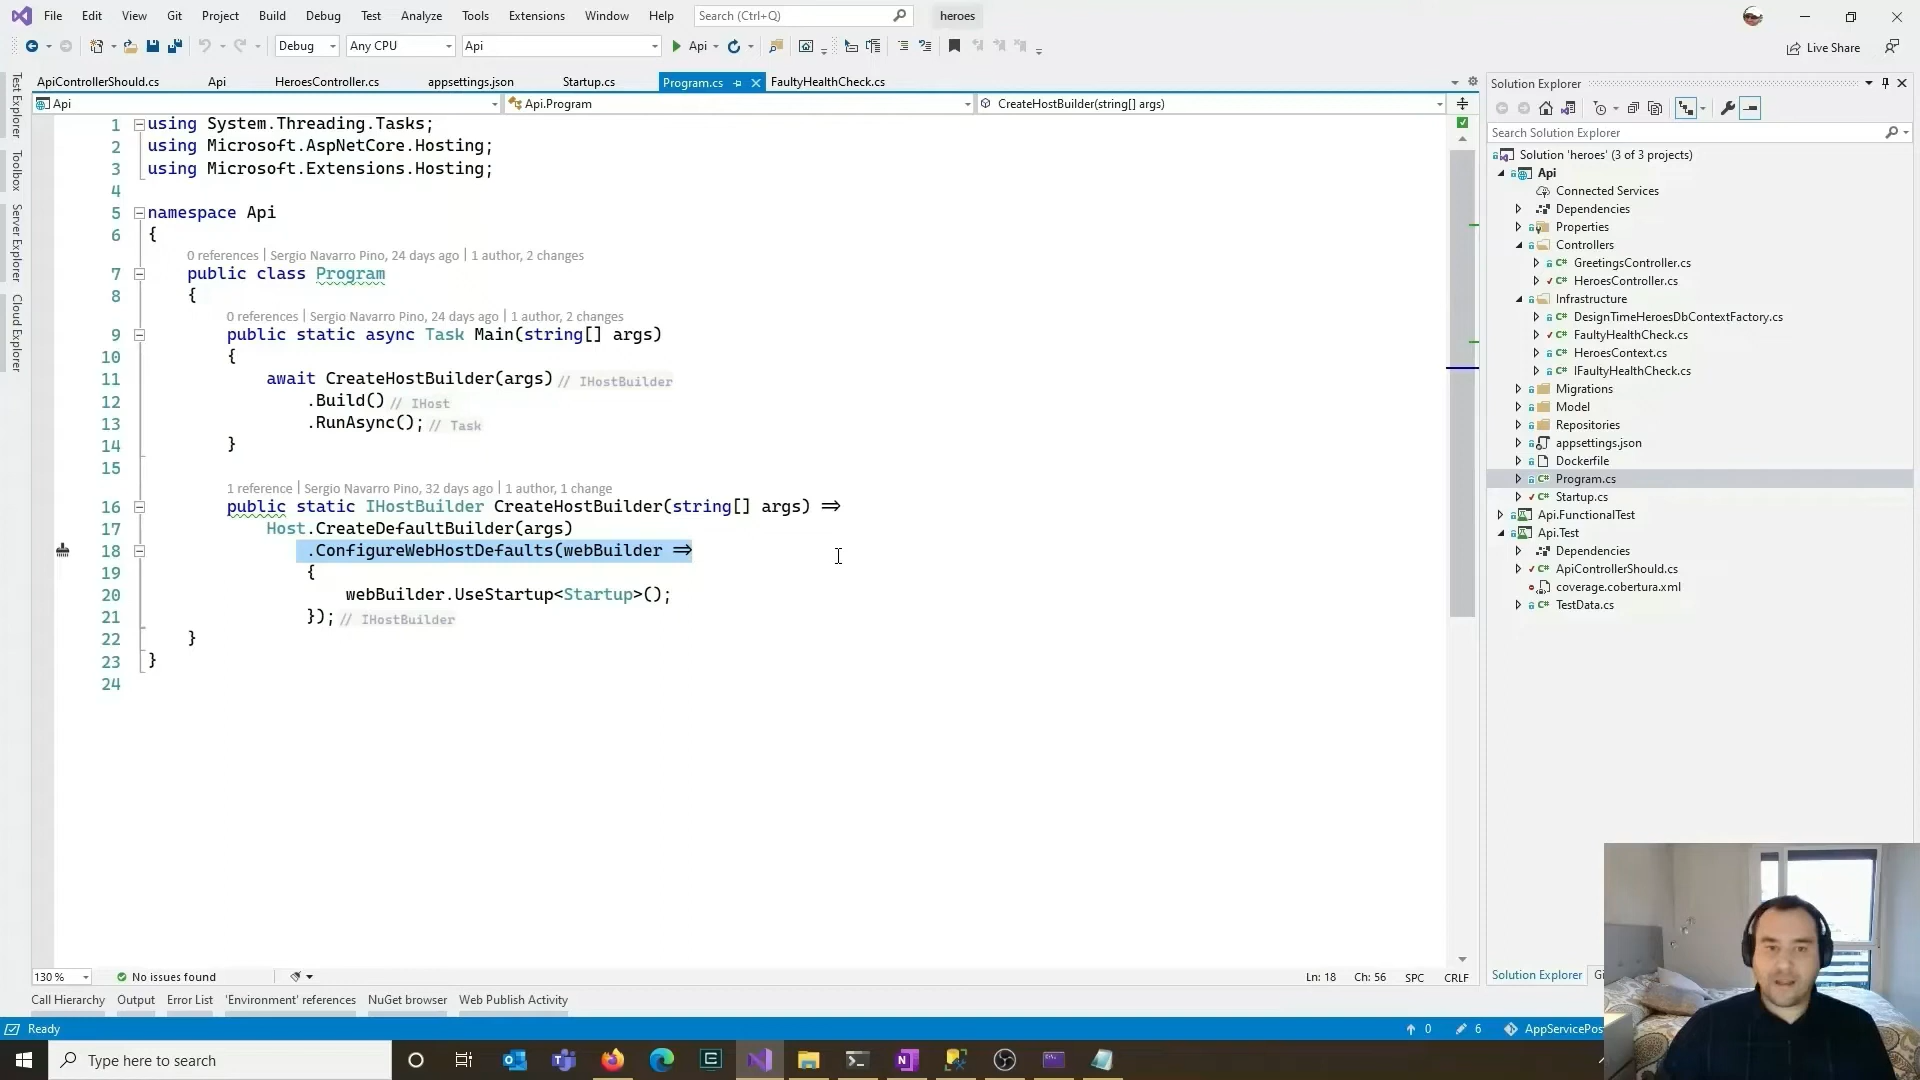 File Edit View Git Project Build Debug Test Analyze Tools Extensions Window Help Search (Ctrl+Q) heroes
Debug Any CPU Api Api Live Share
ApiControllerShould.cs Api HeroesController.cs appsettings.json Startup.cs Program.cs FaultyHealthCheck.cs
Api Api.Program CreateHostBuilder(string[] args)
Test Explorer
Toolbox
Server Explorer
Cloud Explorer
1 using System.Threading.Tasks;
2 using Microsoft.AspNetCore.Hosting;
3 using Microsoft.Extensions.Hosting;
4
5 namespace Api
6 {
0 references | Sergio Navarro Pino, 24 days ago | 1 author, 2 changes
7 public class Program
8 {
0 references | Sergio Navarro Pino, 24 days ago | 1 author, 2 changes
9 public static async Task Main(string[] args)
10 {
11 await CreateHostBuilder(args) // IHostBuilder
12 .Build() // IHost
13 .RunAsync(); // Task
14 }
15
1 reference | Sergio Navarro Pino, 32 days ago | 1 author, 1 change
16 public static IHostBuilder CreateHostBuilder(string[] args) =>
17 Host.CreateDefaultBuilder(args)
18 .ConfigureWebHostDefaults(webBuilder =>
19 {
20 webBuilder.UseStartup<Startup>();
21 }); // IHostBuilder
22 }
23 }
24
Solution Explorer
Search Solution Explorer
Solution 'heroes' (3 of 3 projects)
Api
Connected Services
Dependencies
Properties
Controllers
C# GreetingsController.cs
C# HeroesController.cs
Infrastructure
C# DesignTimeHeroesDbContextFactory.cs
C# FaultyHealthCheck.cs
C# HeroesContext.cs
C# IFaultyHealthCheck.cs
Migrations
Model
Repositories
appsettings.json
Dockerfile
C# Program.cs
C# Startup.cs
Api.FunctionalTest
Api.Test
Dependencies
C# ApiControllerShould.cs
coverage.cobertura.xml
C# TestData.cs
Solution Explorer Gi
130 % No issues found Ln: 18 Ch: 56 SPC CRLF
Call Hierarchy Output Error List 'Environment' references NuGet browser Web Publish Activity
Ready 0 6 AppServicePos
Type here to search